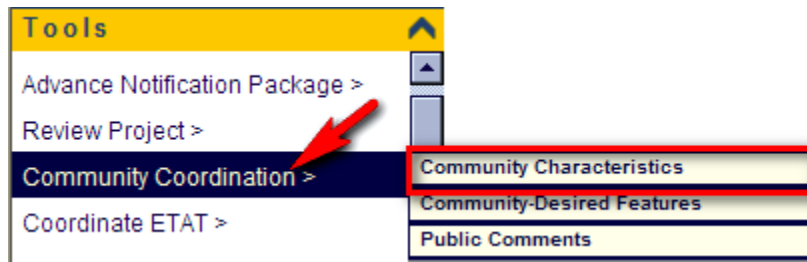 Tools
Advance Notification Package >
Review Project >
Community Coordination >
Coordinate ETAT >
Community Characteristics
Community-Desired Features
Public Comments